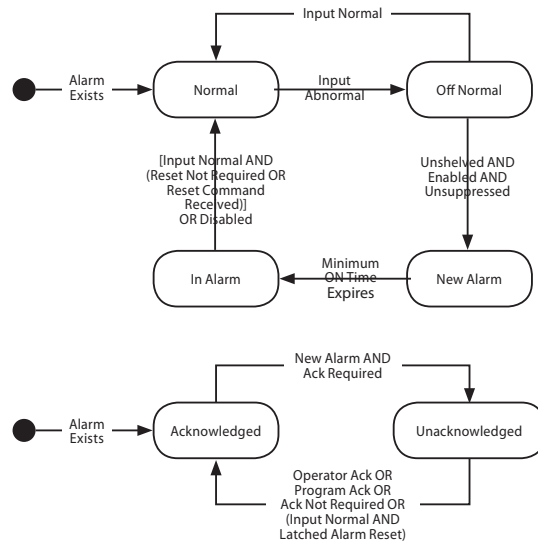 Input Normal
Alarm
Exists
Normal
Input
Abnormal
Off Normal
[Input Normal AND
(Reset Not Required OR
Reset Command
Received)]
OR Disabled
Unshelved AND
Enabled AND
Unsuppressed
In Alarm
Minimum
ON Time
Expires
New Alarm
New Alarm AND
Ack Required
Alarm
Exists
Acknowledged
Unacknowledged
Operator Ack OR
Program Ack OR
Ack Not Required OR
(Input Normal AND
Latched Alarm Reset)